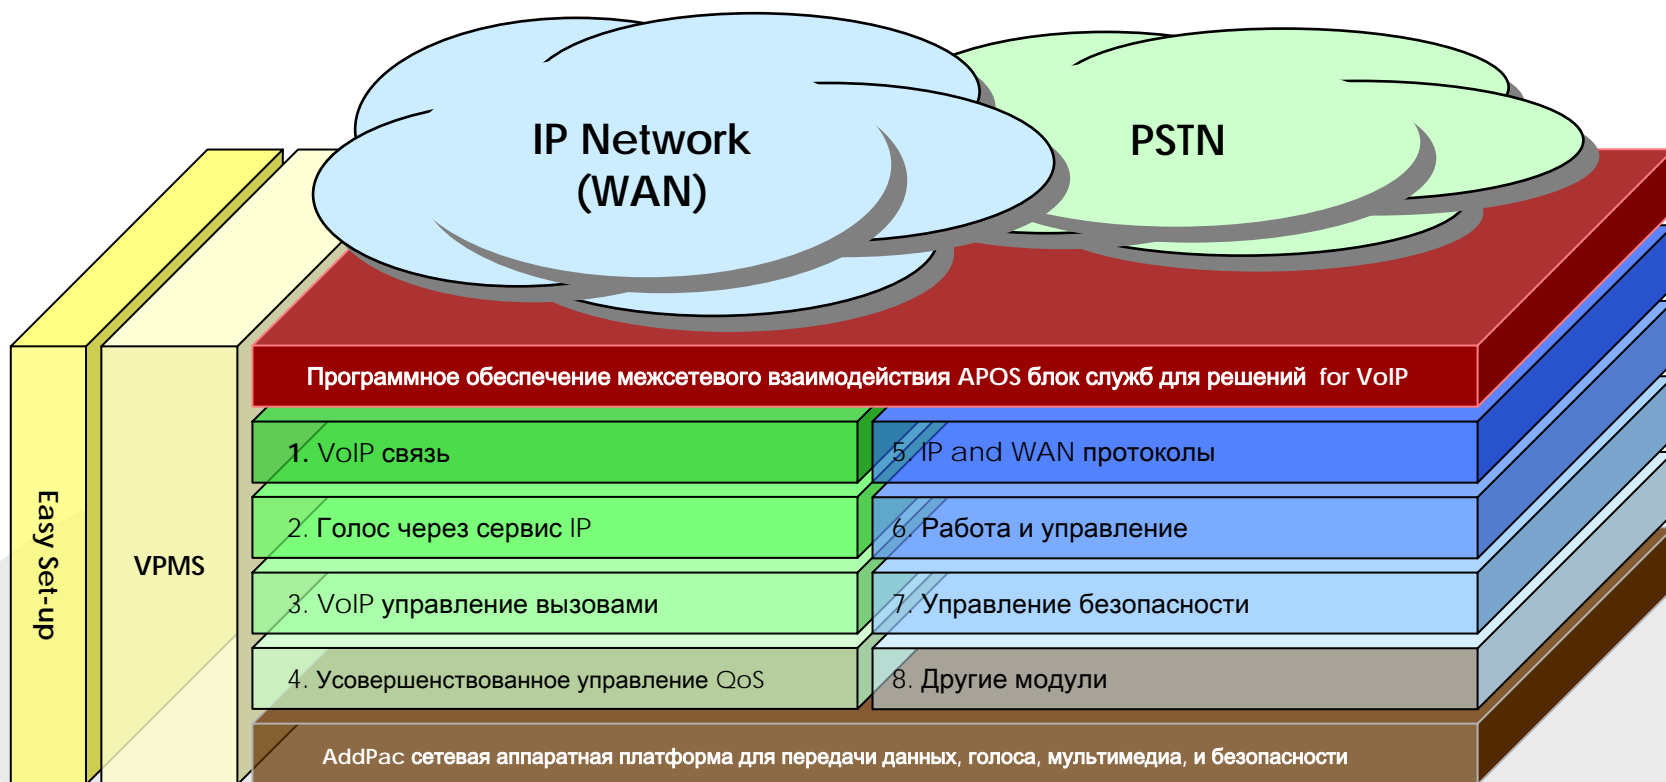 IP Network
(WAN)
PSTN
Программное обеспечение межсетевого взаимодействия APOS блок служб для решений for VoIP
1. VoIP связь
2. Голос через сервис IP
3. VoIP управление вызовами
4. Усовершенствованное управление QoS
5. IP and WAN протоколы
6. Работа и управление
7. Управление безопасности
8. Другие модули
Easy Set-up
VPMS
AddPac сетевая аппаратная платформа для передачи данных, голоса, мультимедиа, и безопасности